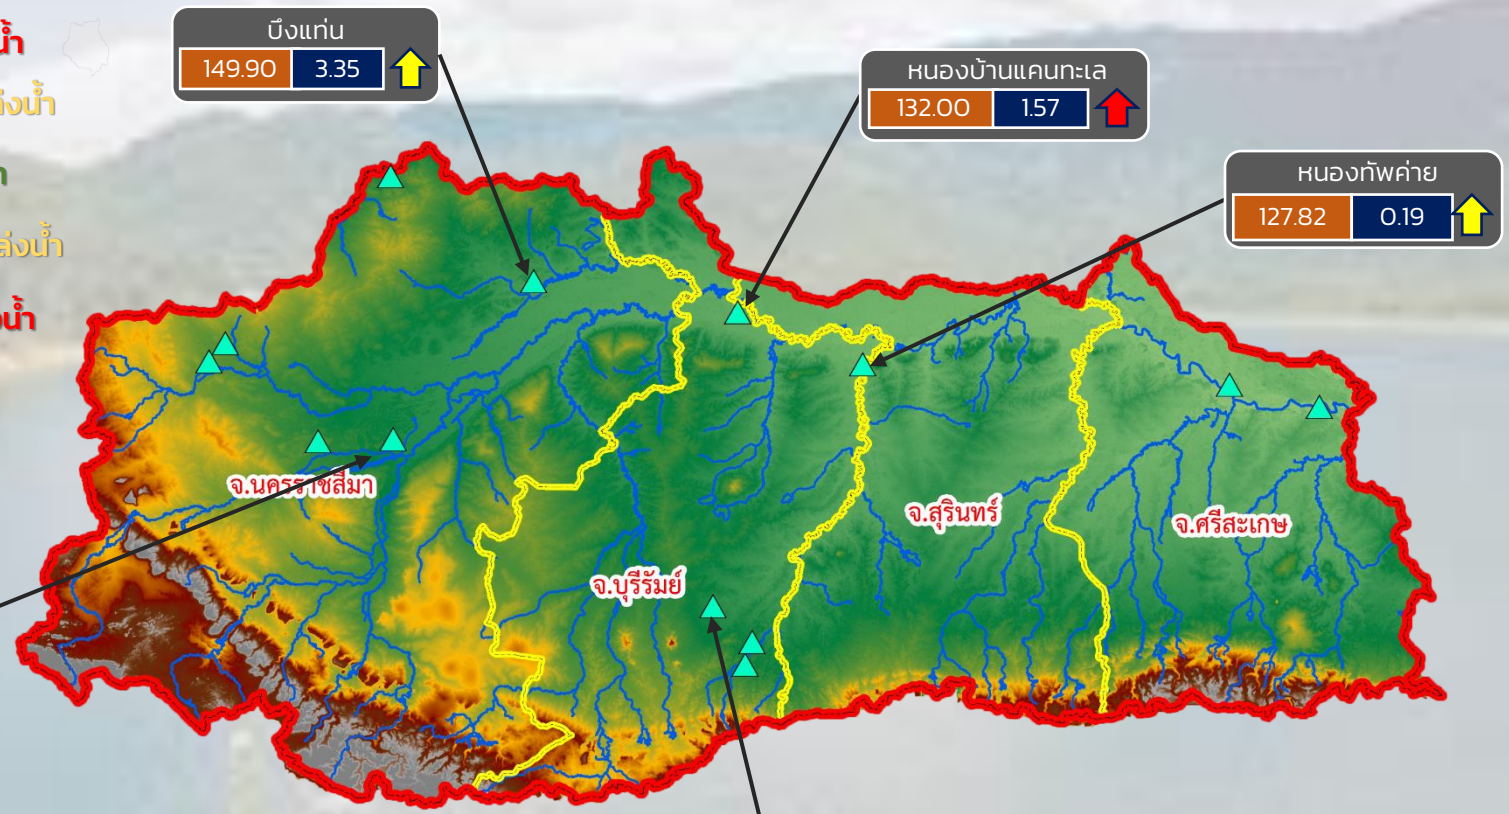 บึงแท่น
149.90 3.35
หนองบ้านแคนทะเล
132.00 1.57
หนองทัพค่าย
127.82 0.19
จ.นครราชสีมา
จ.สุรินทร์
จ.ศรีสะเกษ
จ.บุรีรัมย์